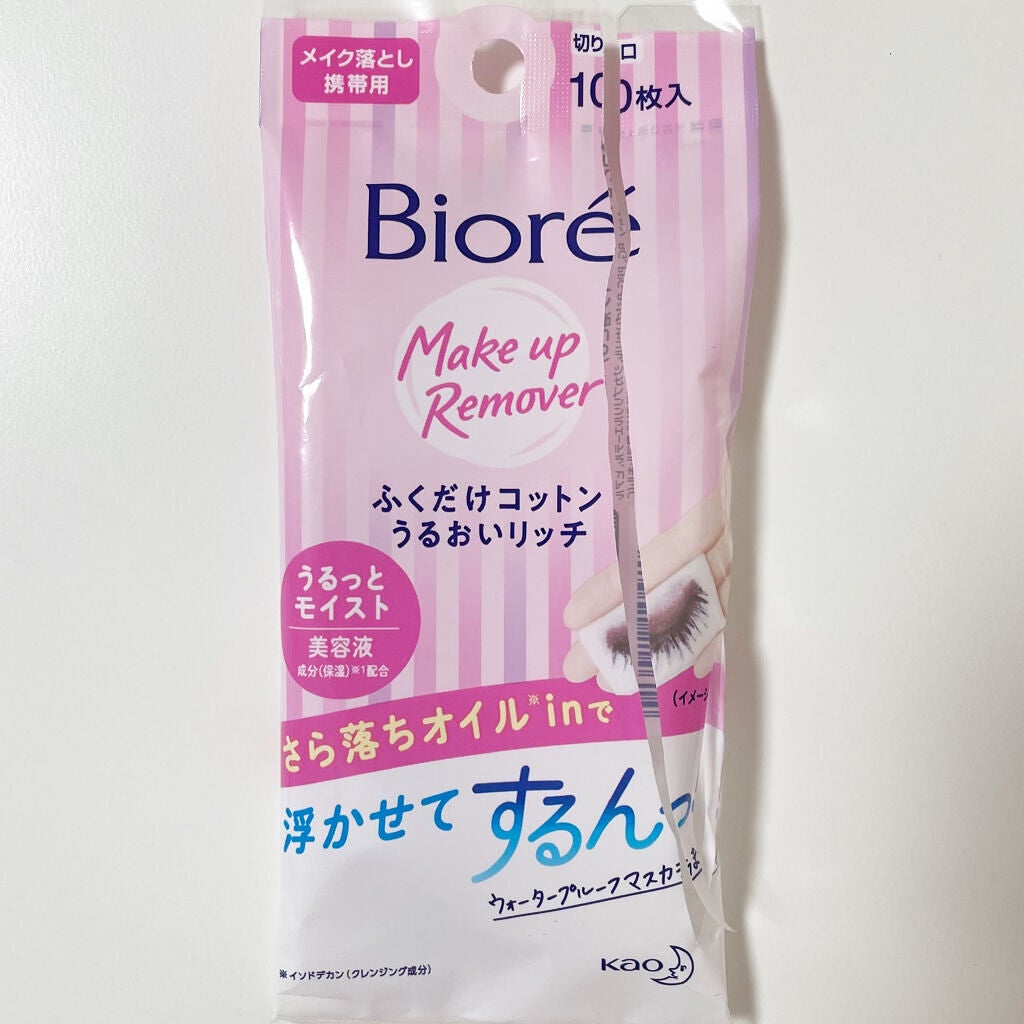 メイク落とし
携帯用
切り 口
100枚入
Bioré
Make up
Remover
ふくだけコットン
うるおいリッチ
うるっと
モイスト
美容液
成分(保湿)※1配合
さら落ちオイル※inで
(イメージ
浮かせてするんっ
ウォータープルーフマスカラ
※イソドデカン(クレンジング成分)
Kao